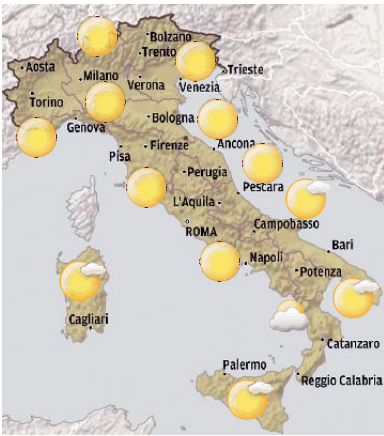 Bolzano
Trento
Aosta
Milano
Trieste
Verona
Venezia
Torino
Genova
Bologna
Pisa
Firenze
Ancona
Perugia
Pescara
L'Aquila
ROMA
Campobasso
Bari
Napoli
Potenza
Cagliari
Catanzaro
Palermo
Reggio Calabria